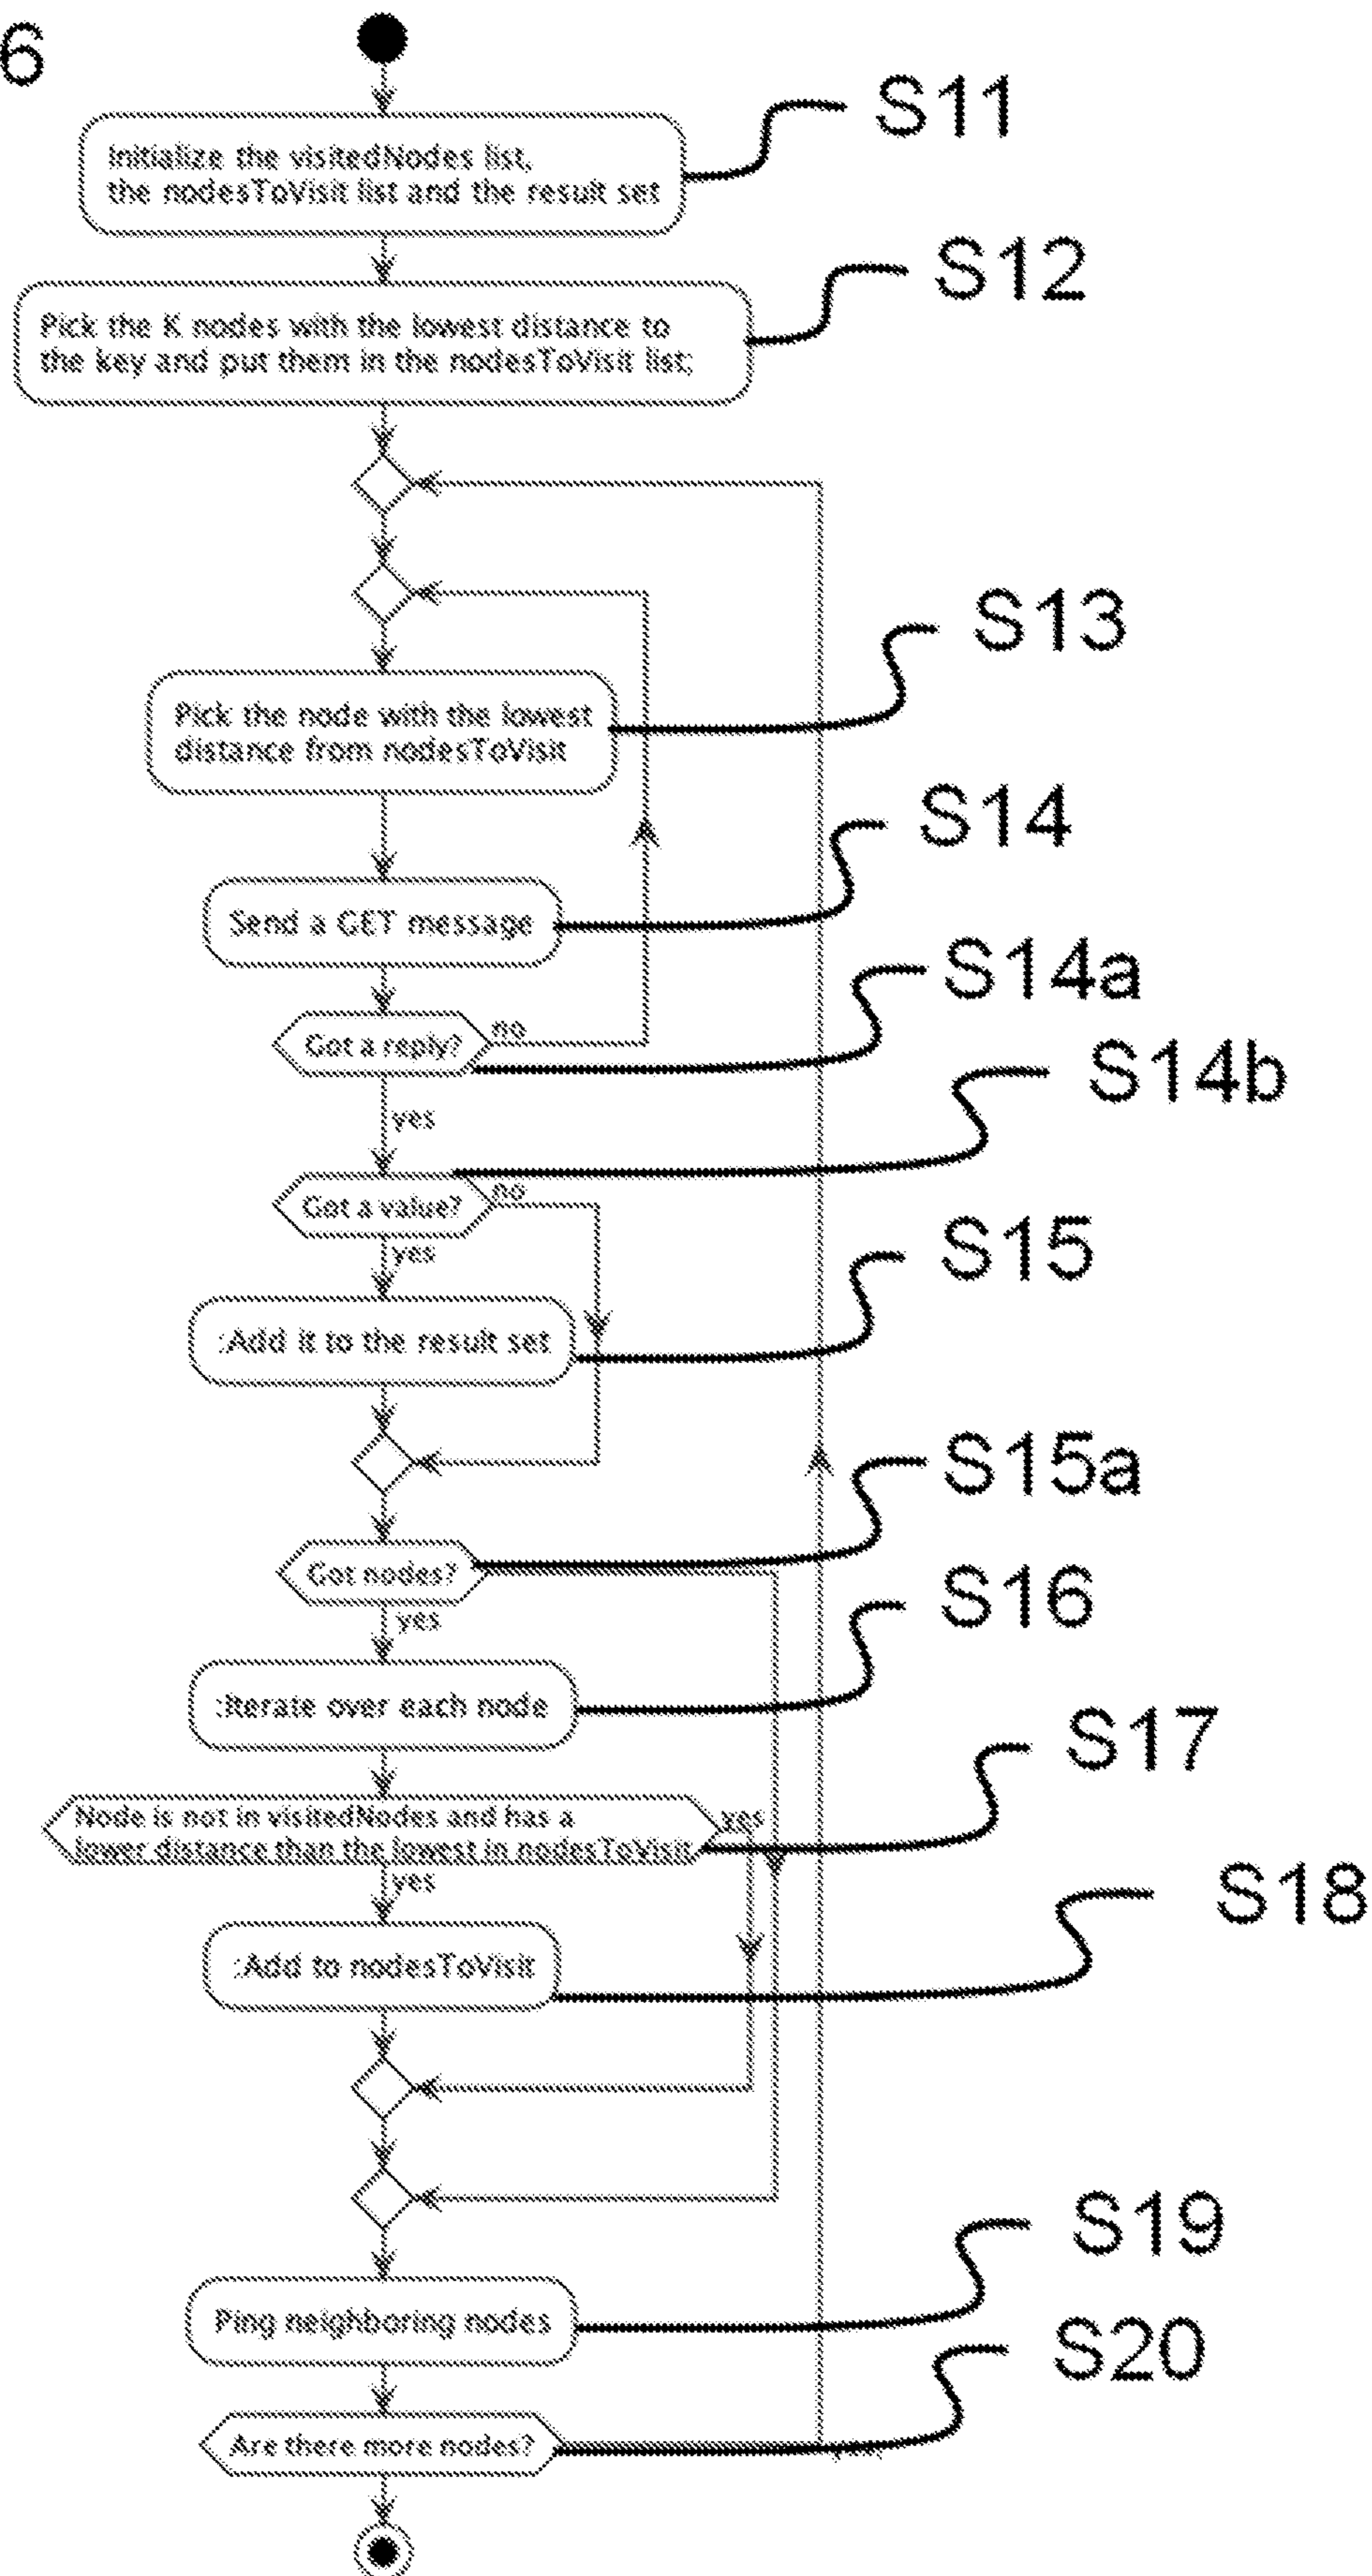 6
S11
Initialize the visitedNodes list,
the nodesToVisit list and the result set
S12
Pick the K nodes with the lowest distance to
the key and put them in the nodesToVisit list;
S13
Pick the node with the lowest
distance from nodesToVisit
S14
Send a GET message
S14a
Got a reply?
no
S14b
yes
Got a value?
no
yes
S15
:Add it to the result set
S15a
Got nodes?
yes
S16
:Iterate over each node
S17
Node is not in visitedNodes and has a
lower distance than the lowest in nodesToVisit
yes
yes
S18
:Add to nodesToVisit
S19
Ping neighboring nodes
S20
Are there more nodes?